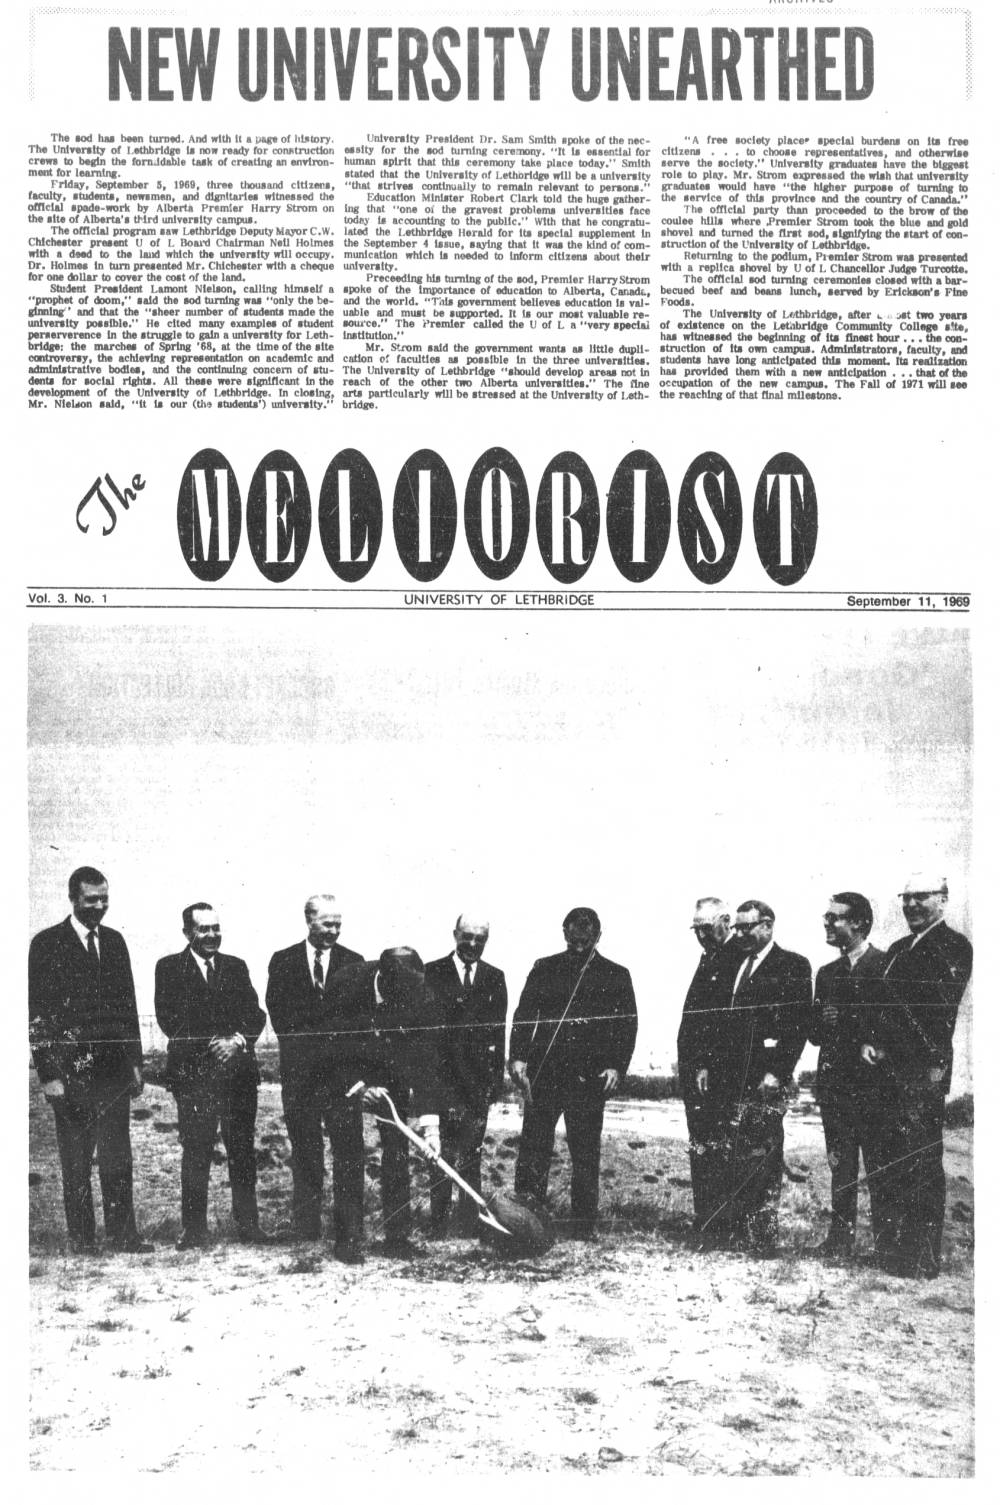 NEW UNIVERSITY UNEARTHED
The sod has been turned. And with it a page of history.
The University of Lethbridge is now ready for construction
crews to begin the formidable task of creating an environ-
ment for learning.
Friday, September 5, 1969, three thousand citizens,
faculty, students, newsmen, and dignitaries witnessed the
official spade-work by Alberta Premier Harry Strom on
the site of Alberta's third university campus.
The official program saw Lethbridge Deputy Mayor C.W.
Chichester present U of L Board Chairman Neil Holmes
with a deed to the land which the university will occupy.
Dr. Holmes in turn presented Mr. Chichester with a cheque
for one dollar to cover the cost of the land.
Student President Lamont Nielson, calling himself a
"prophet of doom," said the sod turning was "only the be-
ginning" and that the "sheer number of students made the
university possible." He cited many examples of student
perserverence in the struggle to gain a university for Leth-
bridge: the marches of Spring '68, at the time of the site
controversy, the achieving representation on academic and
administrative bodies, and the continuing concern of stu-
dents for social rights. All these were significant in the
development of the University of Lethbridge. In closing,
Mr. Nielson said, "it is our (the students') university."
University President Dr. Sam Smith spoke of the nec-
essity for the sod turning ceremony. "It is essential for
human spirit that this ceremony take place today." Smith
stated that the University of Lethbridge will be a university
"that strives continually to remain relevant to persons."
Education Minister Robert Clark told the huge gather-
ing that "one of the gravest problems universities face
today is accounting to the public." With that he congratu-
lated the Lethbridge Herald for its special supplement in
the September 4 issue, saying that it was the kind of com-
munication which is needed to inform citizens about their
university.
Preceeding his turning of the sod, Premier Harry Strom
spoke of the importance of education to Alberta, Canada,
and the world. "This government believes education is val-
uable and must be supported. It is our most valuable re-
source." The Premier called the U of L a "very special
institution."
Mr. Strom said the government wants as little dupli-
cation of faculties as possible in the three universities.
The University of Lethbridge "should develop areas not in
reach of the other two Alberta universities." The fine
arts particularly will be stressed at the University of Leth-
bridge.
"A free society places special burdens on its free
citizens . . . to choose representatives, and otherwise
serve the society." University graduates have the biggest
role to play. Mr. Strom expressed the wish that university
graduates would have "the higher purpose of turning to
the service of this province and the country of Canada."
The official party than proceeded to the brow of the
coulee hills where Premier Strom took the blue and gold
shovel and turned the first sod, signifying the start of con-
struction of the University of Lethbridge.
Returning to the podium, Premier Strom was presented
with a replica shovel by U of L Chancellor Judge Turcotte.
The official sod turning ceremonies closed with a bar-
becued beef and beans lunch, served by Erickson's Fine
Foods.
The University of Lethbridge, after two years
of existence on the Lethbridge Community College site,
has witnessed the beginning of its finest hour . . . the con-
struction of its own campus. Administrators, faculty, and
students have long anticipated this moment. Its realization
has provided them with a new anticipation . . . that of the
occupation of the new campus. The Fall of 1971 will see
the reaching of that final milestone.
The MELIORIST
Vol. 3. No. 1 UNIVERSITY OF LETHBRIDGE September 11, 1969